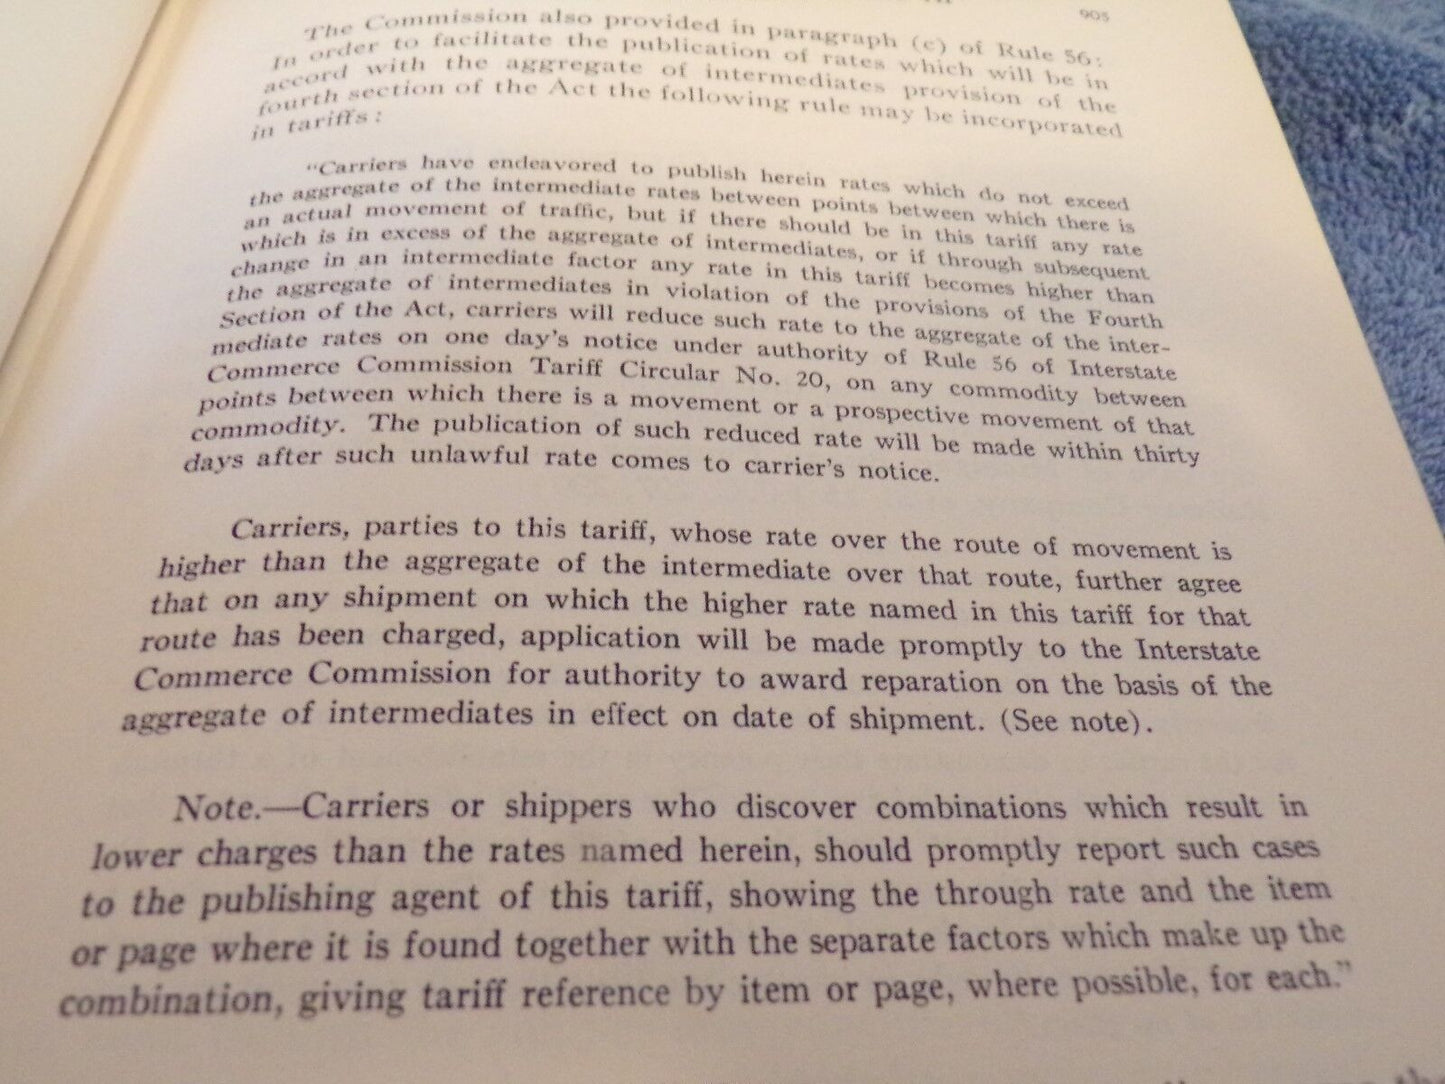 905
The Commission also provided in paragraph (c) of Rule 56:
In order to facilitate the publication of rates which will be in
accord with the aggregate of intermediates provision of the
fourth section of the Act the following rule may be incorporated
in tariffs:
"Carriers have endeavored to publish herein rates which do not exceed
the aggregate of the intermediate rates between points between which there is
an actual movement of traffic, but if there should be in this tariff any rate
which is in excess of the aggregate of intermediates, or if through subsequent
change in an intermediate factor any rate in this tariff becomes higher than
the aggregate of intermediates in violation of the provisions of the Fourth
Section of the Act, carriers will reduce such rate to the aggregate of the inter-
mediate rates on one day's notice under authority of Rule 56 of Interstate
Commerce Commission Tariff Circular No. 20, on any commodity between
points between which there is a movement or a prospective movement of that
commodity. The publication of such reduced rate will be made within thirty
days after such unlawful rate comes to carrier's notice.
Carriers, parties to this tariff, whose rate over the route of movement is
higher than the aggregate of the intermediate over that route, further agree
that on any shipment on which the higher rate named in this tariff for that
route has been charged, application will be made promptly to the Interstate
Commerce Commission for authority to award reparation on the basis of the
aggregate of intermediates in effect on date of shipment. (See note).
Note.—Carriers or shippers who discover combinations which result in
lower charges than the rates named herein, should promptly report such cases
to the publishing agent of this tariff, showing the through rate and the item
or page where it is found together with the separate factors which make up the
combination, giving tariff reference by item or page, where possible, for each."